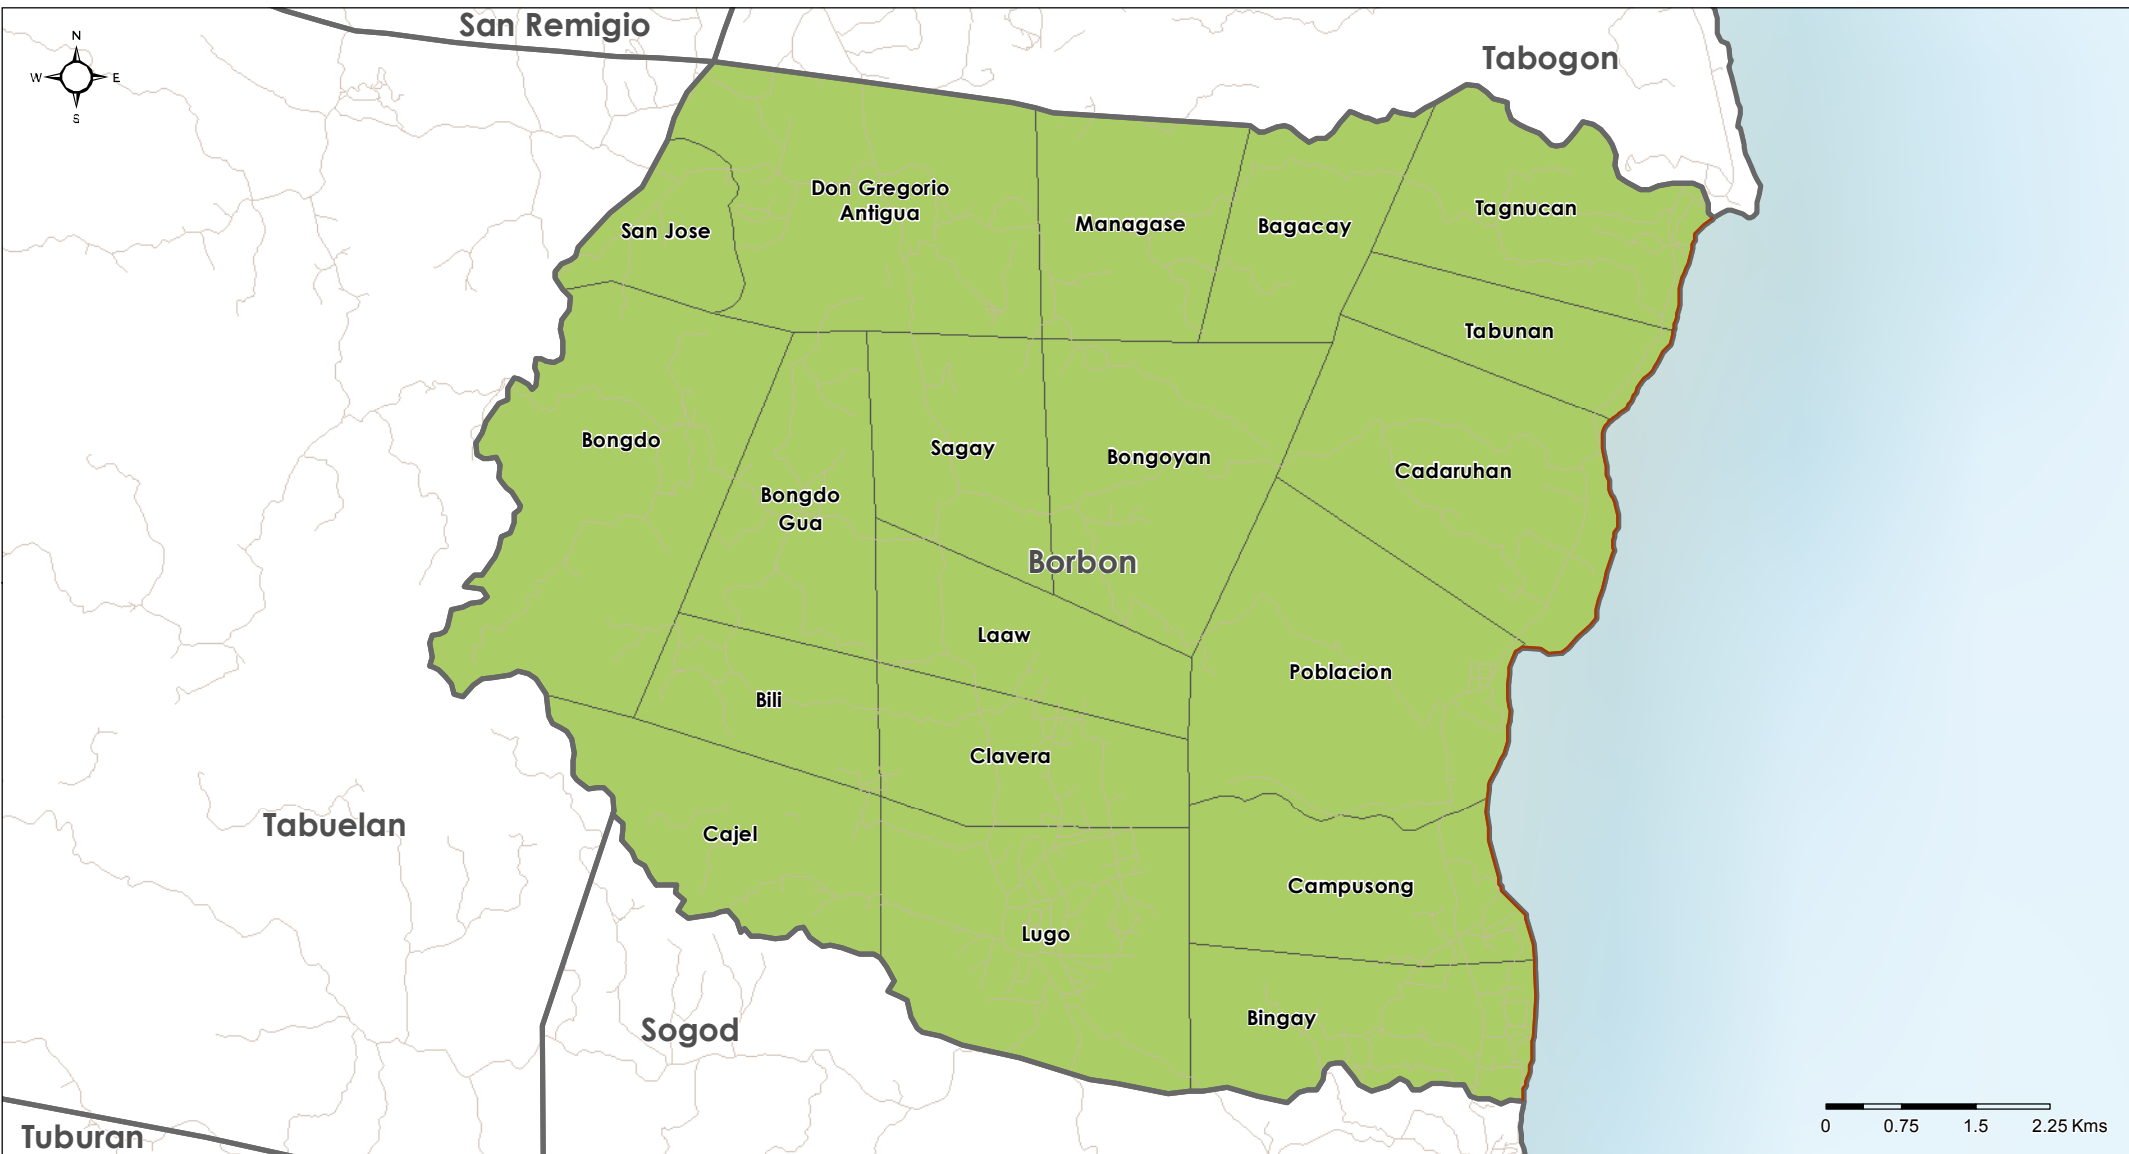 San Remigio
N
W
E
S
Tabogon
Don Gregorio
Antigua
San Jose
Managase
Bagacay
Tagnucan
Tabunan
Bongdo
Sagay
Bongoyan
Cadaruhan
Bongdo
Gua
Borbon
Laaw
Poblacion
Bili
Clavera
Tabuelan
Cajel
Campusong
Lugo
Bingay
Sogod
Tuburan
0 0.75 1.5 2.25 Kms